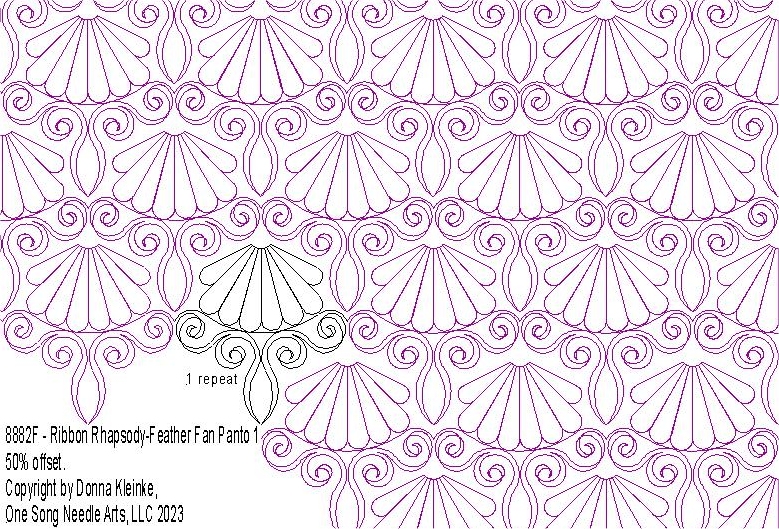 1 repeat
8882F - Ribbon Rhapsody-Feather Fan Panto 1
50% offset.
Copyright by Donna Kleinke,
One Song Needle Arts, LLC 2023